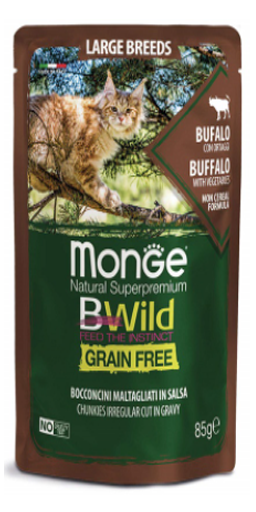 LARGE BREEDS
BUFALO
CON ORTAGGI
BUFFALO
WITH VEGETABLES
NON CEREAL
FORMULA
Monge
Natural Superpremium
BWild
FEED THE INSTINCT
GRAIN FREE
BOCCONCINI MALTAGLIATI IN SALSA
CHUNKIES IRREGULAR CUT IN GRAVY
NO
85g℮